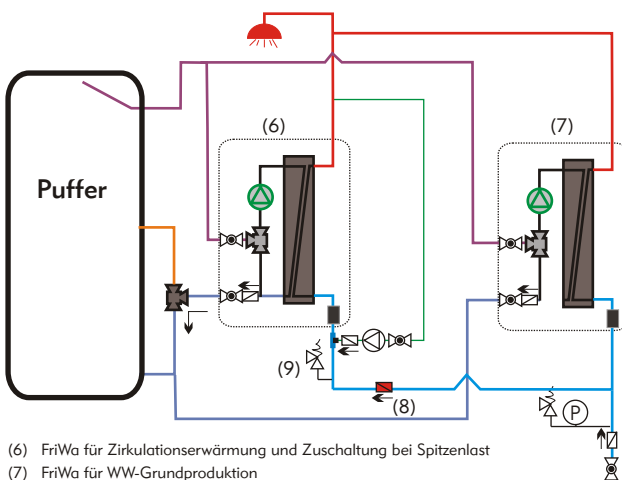 (6)
(7)
Puffer
(9)
(8)
P
(6) FriWa für Zirkulationserwärmung und Zuschaltung bei Spitzenlast
(7) FriWa für WW-Grundproduktion